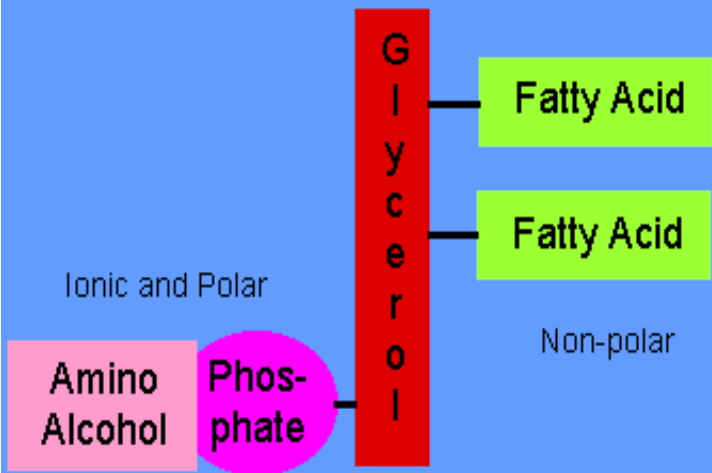 Glycerol
Fatty Acid
Fatty Acid
Ionic and Polar
Non-polar
Amino
Alcohol
Phos-
phate